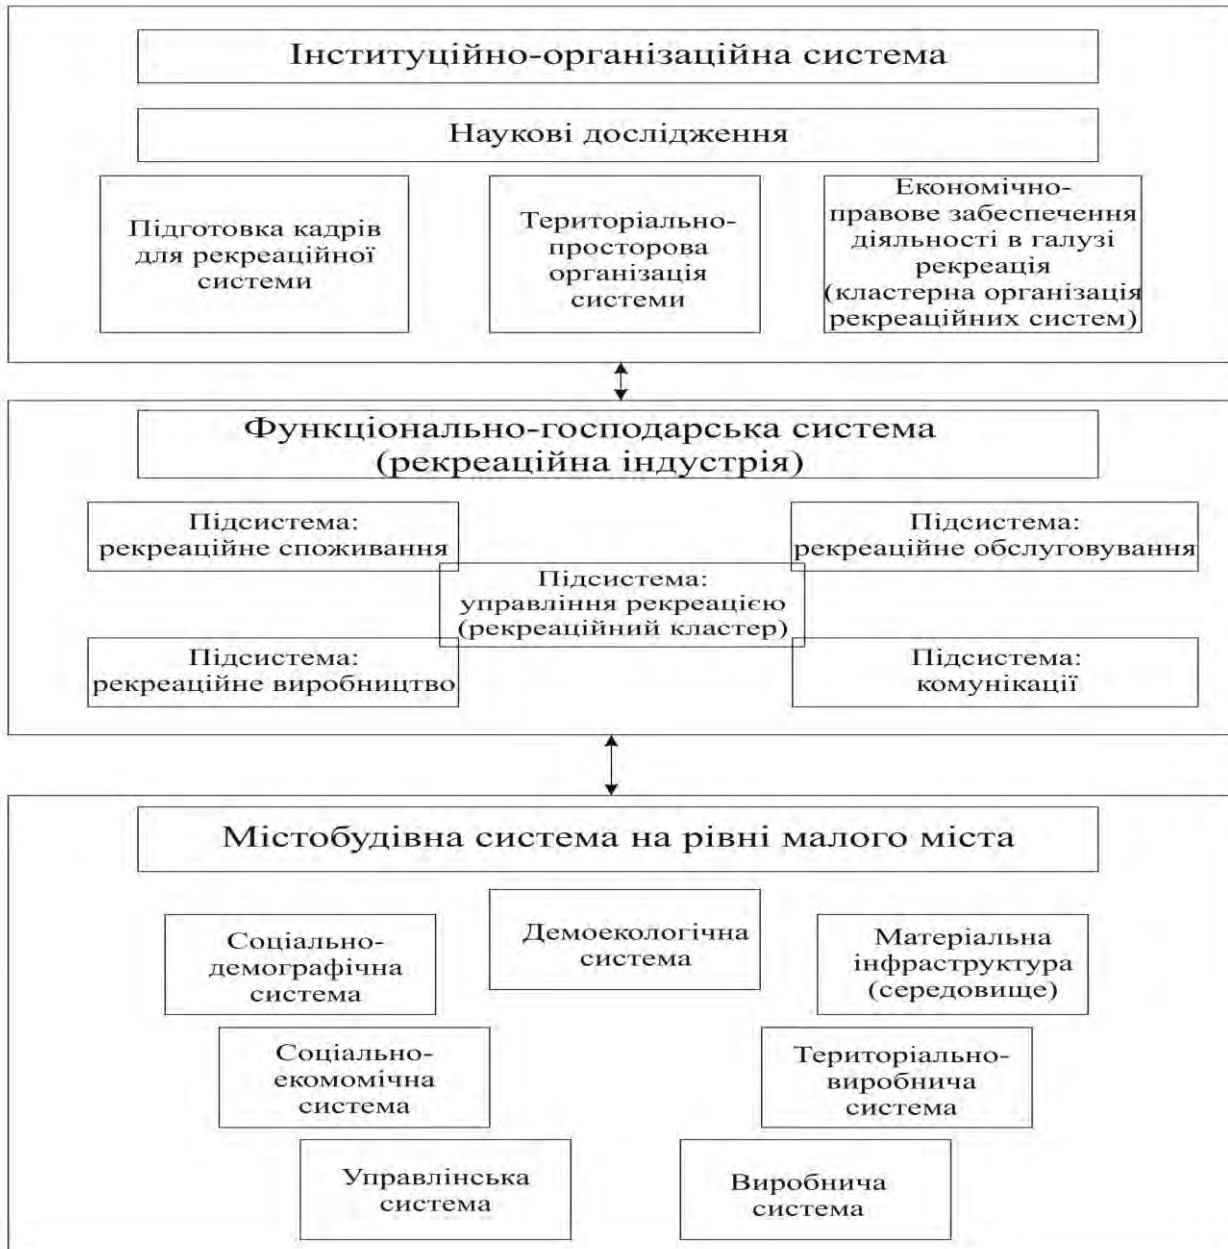 Інституційно-організаційна система
Наукові дослідження
Підготовка кадрів
для рекреаційної
системи
Територіально-
просторова
організація
системи
Економічно-
правове забеспечення
діяльності в галузі
рекреація
(кластерна організація
рекреаційних систем)
Функціонально-господарська система
(рекреаційна індустрія)
Підсистема:
рекреаційне споживання
Підсистема:
рекреаційне обслуговування
Підсистема:
управління рекреацією
(рекреаційний кластер)
Підсистема:
рекреаційне виробництво
Підсистема:
комунікації
Містобудівна система на рівні малого міста
Соціально-
демографічна
система
Демоекологічна
система
Матеріальна
інфраструктура
(середовище)
Соціально-
екомомічна
система
Територіально-
виробнича
система
Управлінська
система
Виробнича
система